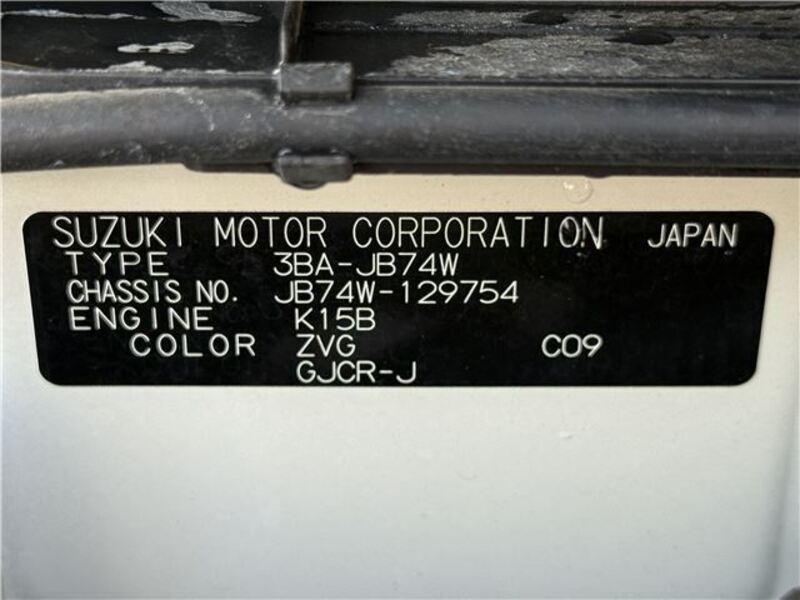 SUZUKI MOTOR CORPORATION JAPAN
TYPE 3BA-JB74W
CHASSIS NO. JB74W-129754
ENGINE K15B
COLOR ZVG C09
GJCR-J